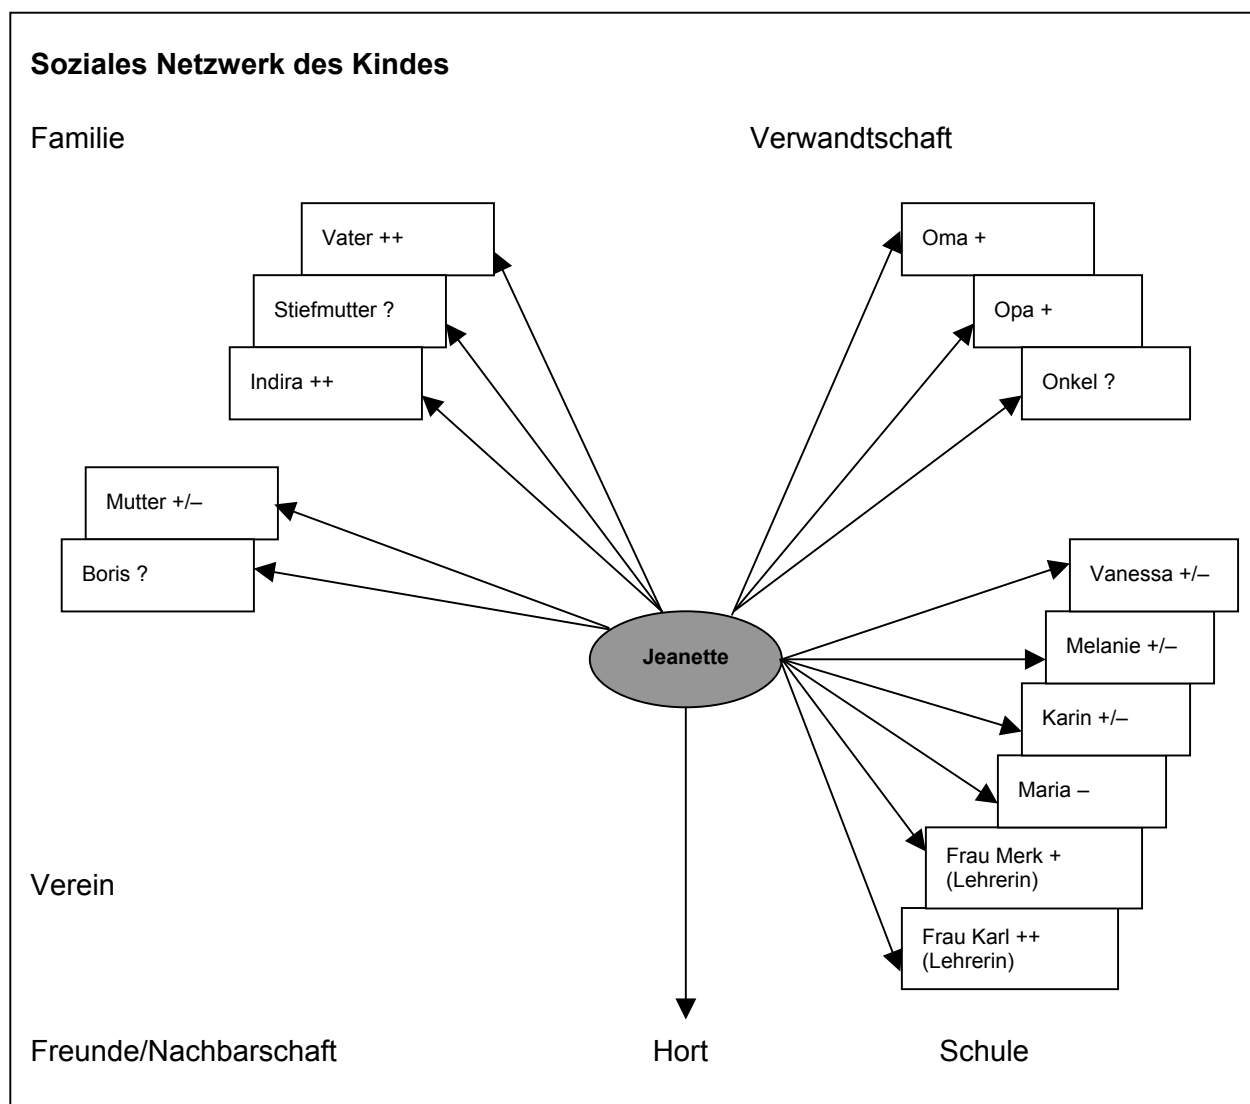 Soziales Netzwerk des Kindes
Familie
Verwandtschaft
Vater ++
Stiefmutter ?
Indira ++
Mutter +/–
Boris ?
Oma +
Opa +
Onkel ?
Jeanette
Vanessa +/–
Melanie +/–
Karin +/–
Maria –
Frau Merk +
(Lehrerin)
Frau Karl ++
(Lehrerin)
Verein
Freunde/Nachbarschaft
Hort
Schule